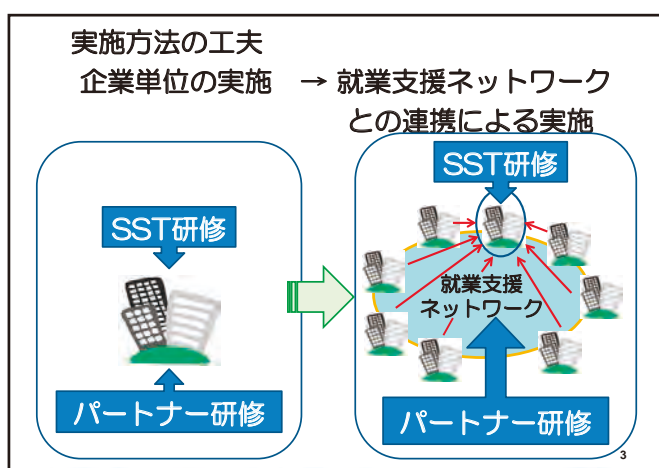 実施方法の工夫
企業単位の実施 → 就業支援ネットワーク
との連携による実施
SST研修
パートナー研修
SST研修
就業支援
ネットワーク
パートナー研修
3